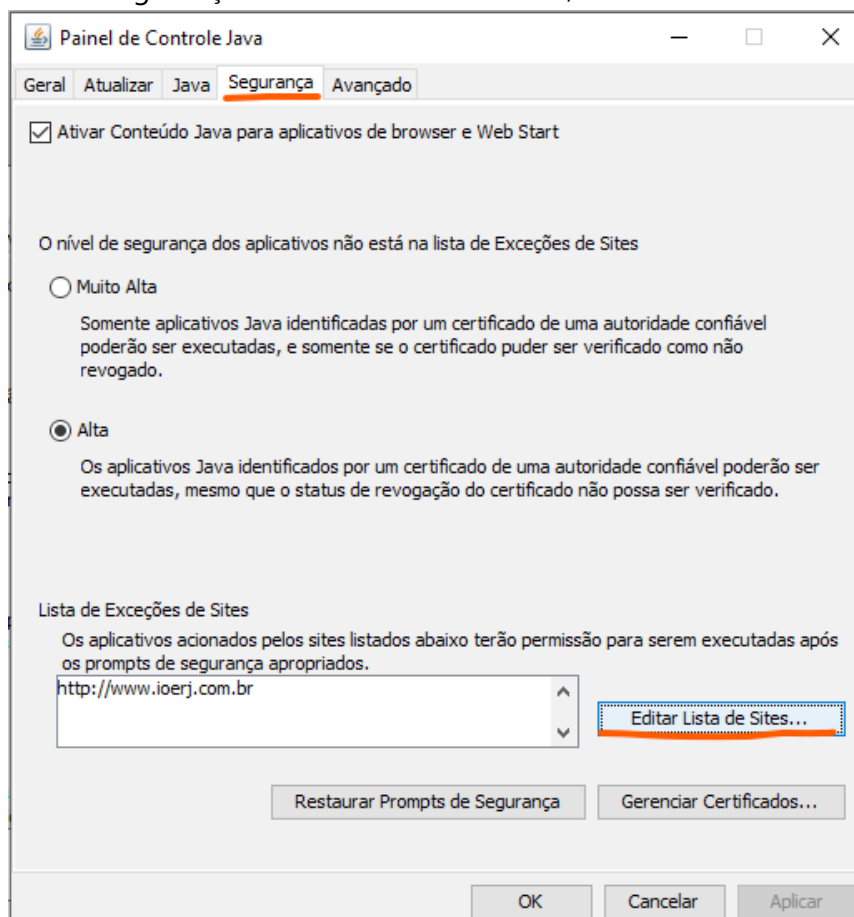 Painel de Controle Java
Geral Atualizar Java Segurança Avançado
Ativar Conteúdo Java para aplicativos de browser e Web Start
O nível de segurança dos aplicativos não está na lista de Exceções de Sites
Muito Alta
Somente aplicativos Java identificadas por um certificado de uma autoridade confiável
poderão ser executadas, e somente se o certificado puder ser verificado como não
revogado.
Alta
Os aplicativos Java identificados por um certificado de uma autoridade confiável poderão ser
executadas, mesmo que o status de revogação do certificado não possa ser verificado.
Lista de Exceções de Sites
Os aplicativos acionados pelos sites listados abaixo terão permissão para serem executadas após
os prompts de segurança apropriados.
http://www.ioerj.com.br
Editar Lista de Sites...
Restaurar Prompts de Segurança Gerenciar Certificados...
OK Cancelar Aplicar